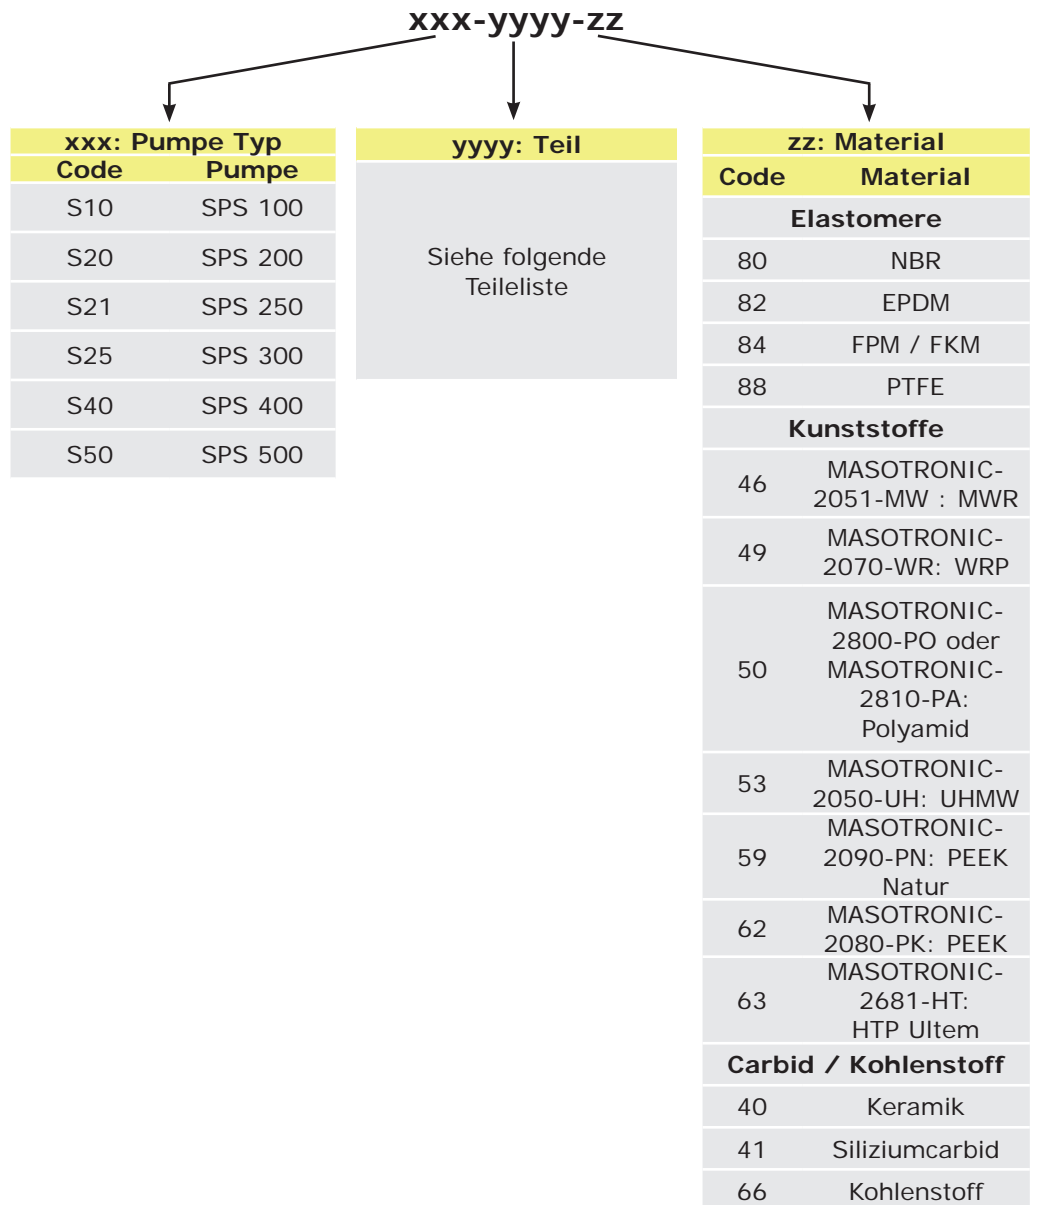 xxx-yyyy-zz
xxx: Pumpe Typ
Code Pumpe
S10 SPS 100
S20 SPS 200
S21 SPS 250
S25 SPS 300
S40 SPS 400
S50 SPS 500
yyyy: Teil
Siehe folgende
Teileliste
zz: Material
Code Material
Elastomere
80 NBR
82 EPDM
84 FPM / FKM
88 PTFE
Kunststoffe
46 MASOTRONIC-
2051-MW : MWR
49 MASOTRONIC-
2070-WR: WRP
MASOTRONIC-
2800-PO oder
50 MASOTRONIC-
2810-PA:
Polyamid
53 MASOTRONIC-
2050-UH: UHMW
MASOTRONIC-
59 2090-PN: PEEK
Natur
62 MASOTRONIC-
2080-PK: PEEK
MASOTRONIC-
63 2681-HT:
HTP Ultem
Carbid / Kohlenstoff
40 Keramik
41 Siliziumcarbid
66 Kohlenstoff